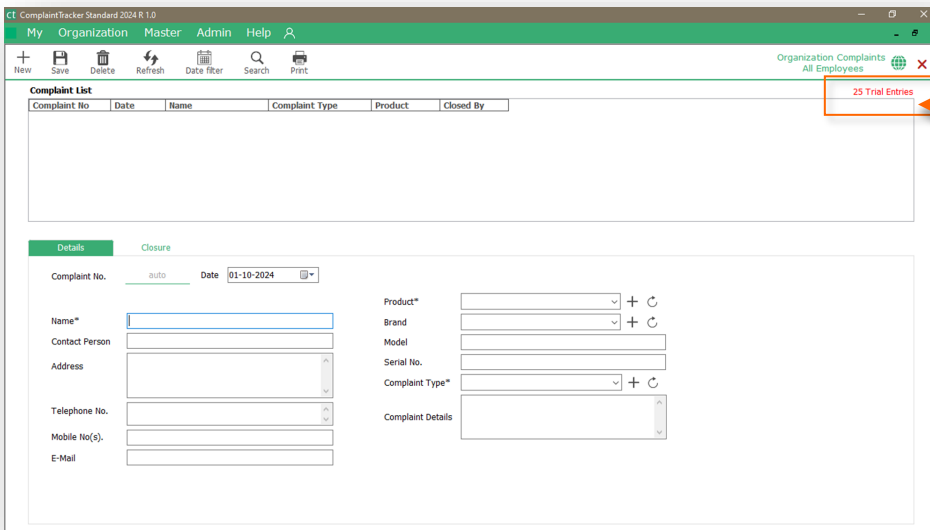 ct ComplaintTracker Standard 2024 R 1.0
My Organization Master Admin Help
New Save Delete Refresh Date filter Search Print
Organization Complaints
All Employees
Complaint List
25 Trial Entries
Complaint No Date Name Complaint Type Product Closed By
Details Closure
Complaint No. auto Date 01-10-2024
Name*
Contact Person
Address
Telephone No.
Mobile No(s).
E-Mail
Product*
Brand
Model
Serial No.
Complaint Type*
Complaint Details